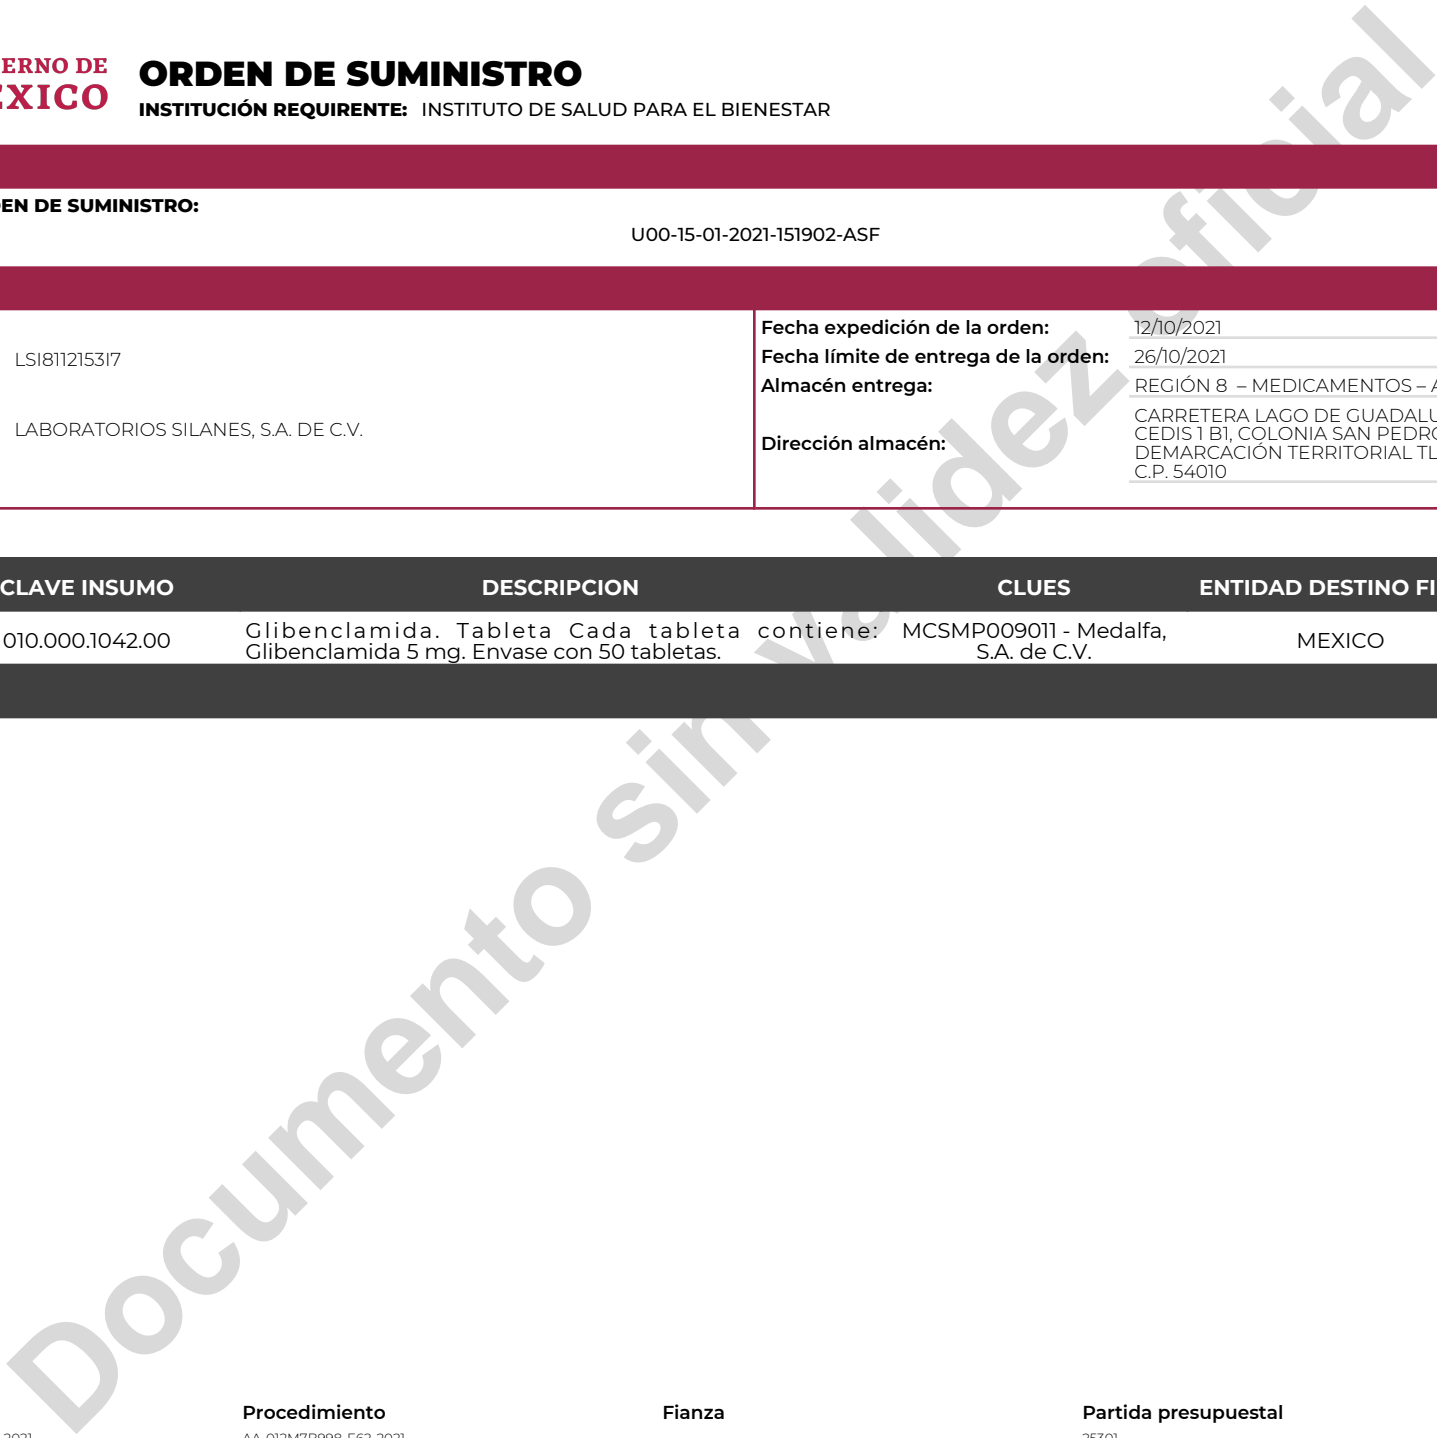 ERNO DE
EXICO
ORDEN DE SUMINISTRO
INSTITUCIÓN REQUIRENTE: INSTITUTO DE SALUD PARA EL BIENESTAR
EN DE SUMINISTRO:
U00-15-01-2021-151902-ASF
LSI8112153I7
LABORATORIOS SILANES, S.A. DE C.V.
Fecha expedición de la orden: 12/10/2021
Fecha límite de entrega de la orden: 26/10/2021
Almacén entrega: REGIÓN 8 – MEDICAMENTOS – A
Dirección almacén:
CARRETERA LAGO DE GUADALU
CEDIS 1 B1, COLONIA SAN PEDRO
DEMARCACIÓN TERRITORIAL TL
C.P. 54010
CLAVE INSUMO DESCRIPCION CLUES ENTIDAD DESTINO FI
010.000.1042.00
Glibenclamida. Tableta Cada tableta contiene:
Glibenclamida 5 mg. Envase con 50 tabletas.
MCSMP009011 - Medalfa,
S.A. de C.V.
MEXICO
Documento sin validez oficial
Procedimiento Fianza Partida presupuestal